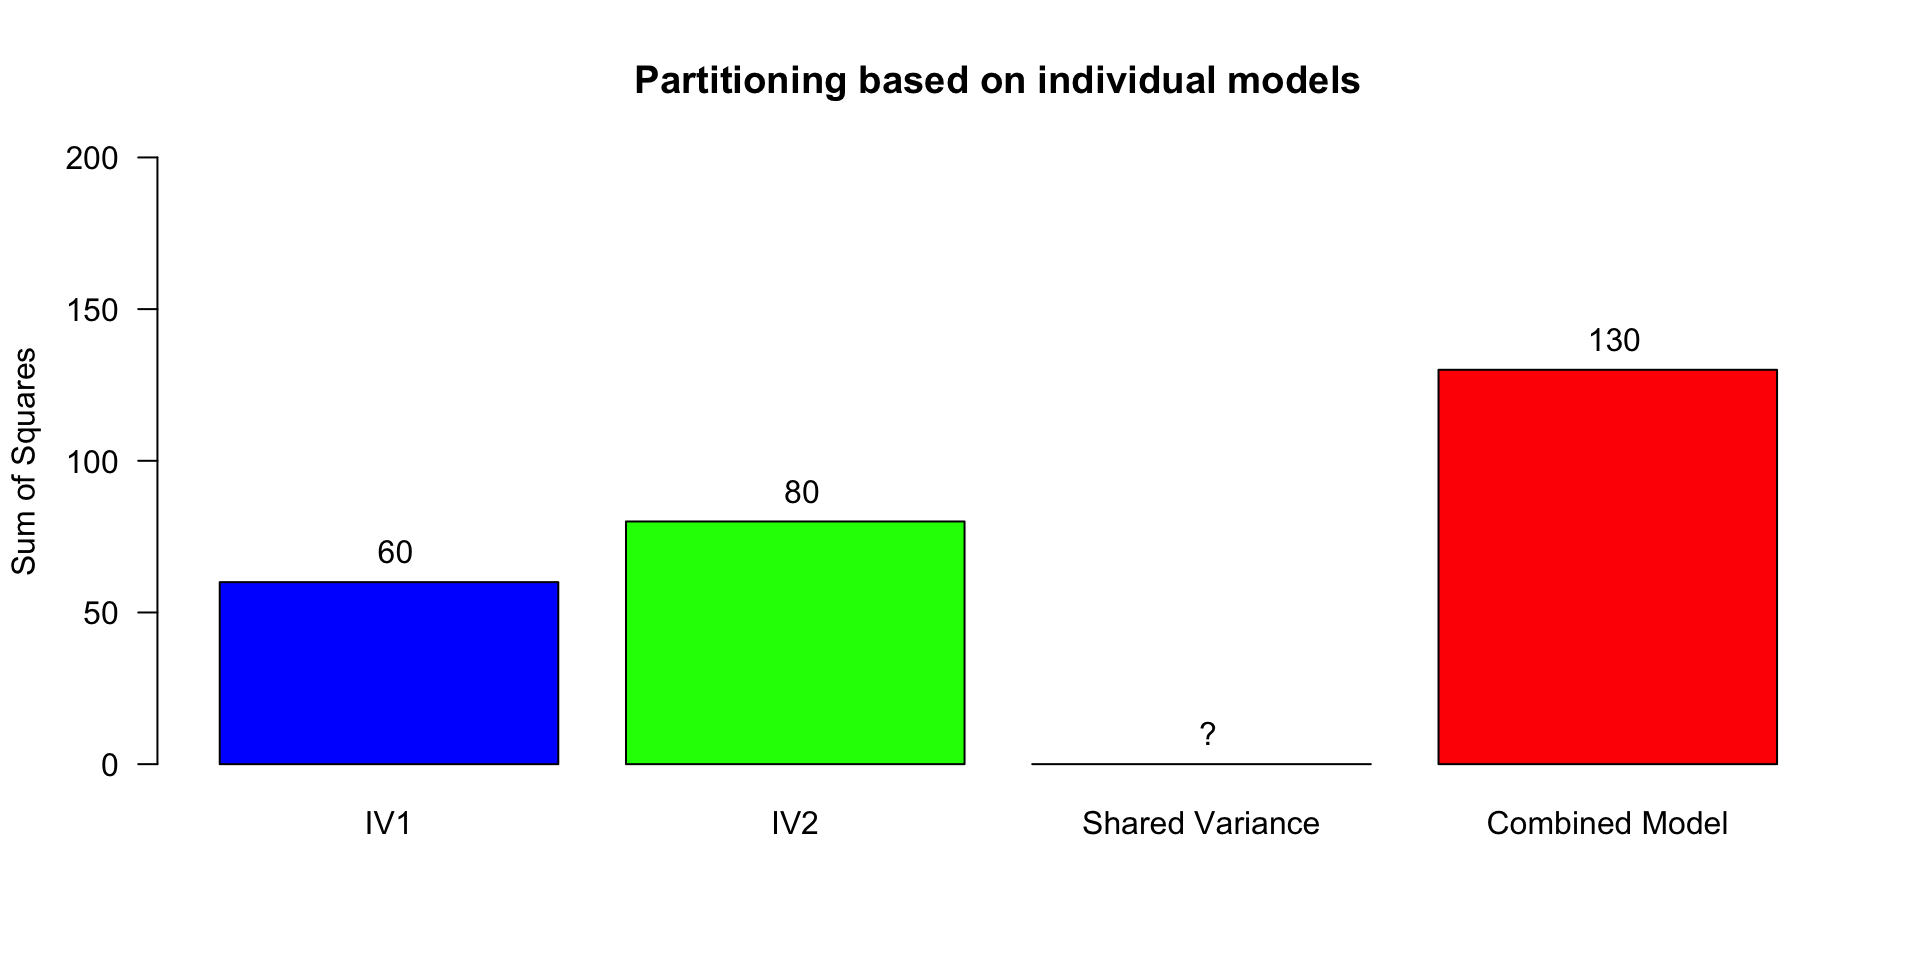 Partitioning based on individual models
Sum of Squares
200
150
100
50
0
60
80
?
130
IV1
IV2
Shared Variance
Combined Model